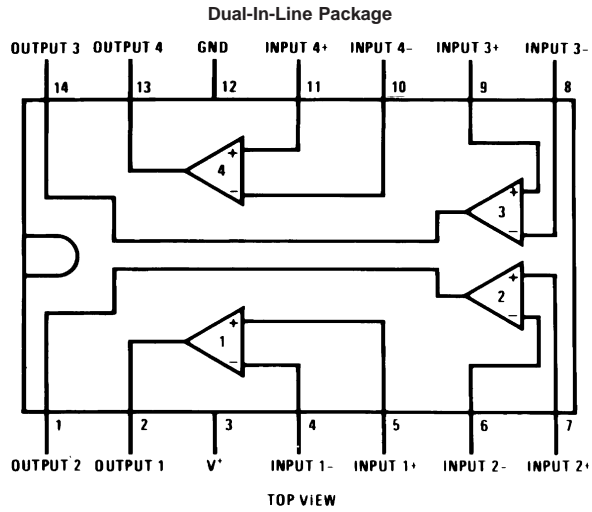 Dual-In-Line Package
OUTPUT 3 OUTPUT 4 GND INPUT 4+ INPUT 4- INPUT 3+ INPUT 3-
14 13 12 11 10 9 8
+
4
-
+
3
-
+
2
-
+
1
-
1 2 3 4 5 6 7
OUTPUT 2 OUTPUT 1 V+ INPUT 1- INPUT 1+ INPUT 2- INPUT 2+
TOP ViEW